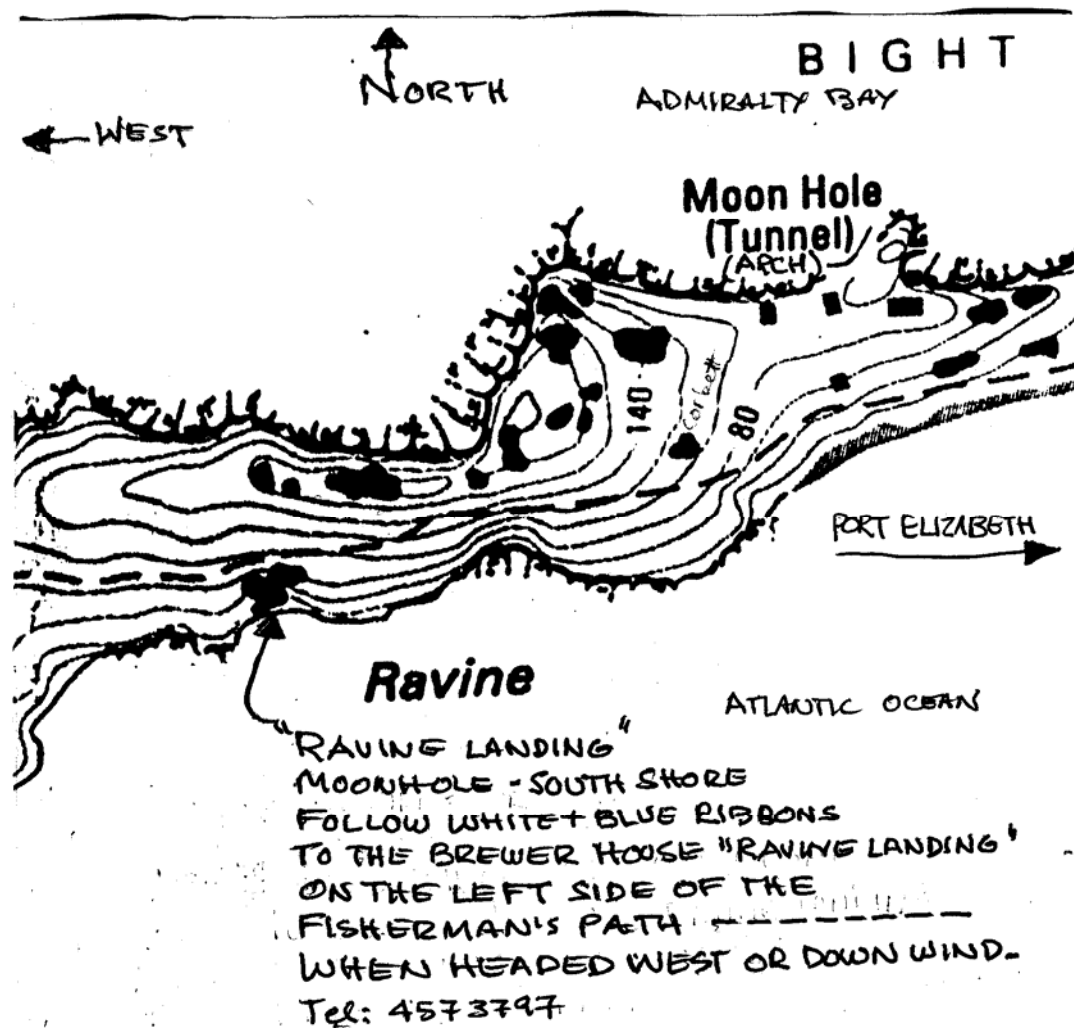 BIGHT
NORTH
ADMIRALTY BAY
WEST
Moon Hole
(Tunnel)
(ARCH)
140
Corbett
80
PORT ELIZABETH
Ravine
ATLANTIC OCEAN
"RAVINE LANDING"
MOONHOLE - SOUTH SHORE
FOLLOW WHITE + BLUE RIBBONS
TO THE BREWER HOUSE "RAVINE LANDING"
ON THE LEFT SIDE OF THE
FISHERMAN'S PATH -------
WHEN HEADED WEST OR DOWN WIND.
Tel: 4573797